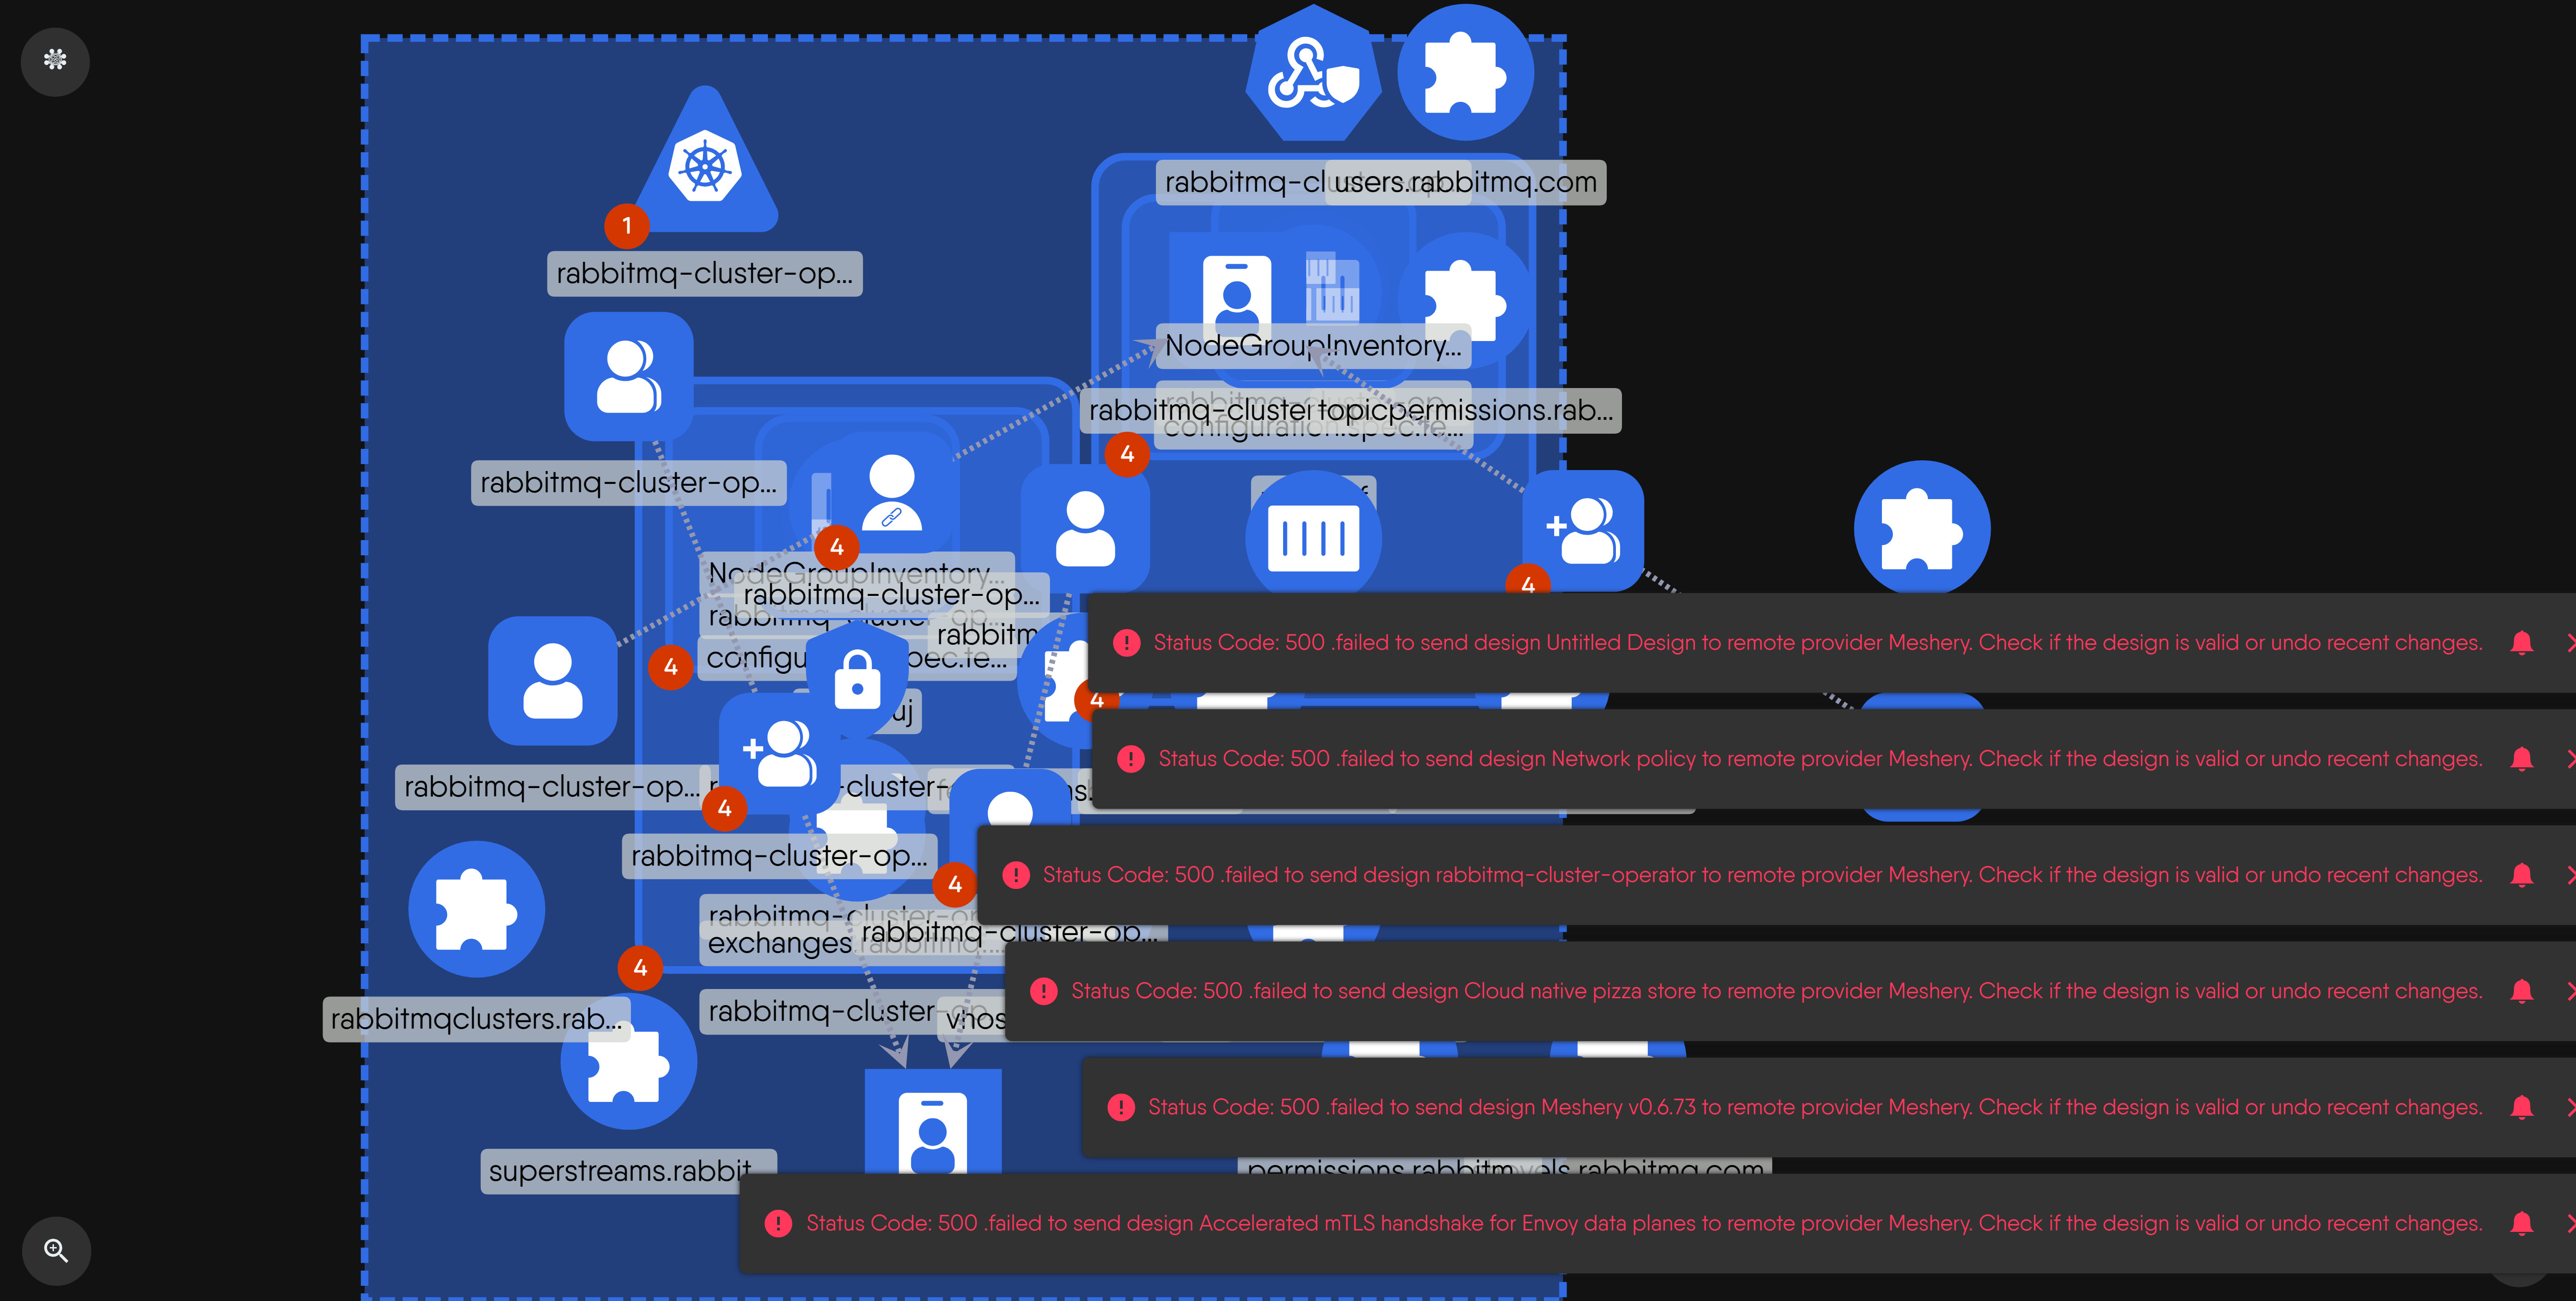 rabbitmq-clusters.op...
users.rabbitmq.com
1
rabbitmq-cluster-op...
NodeGroupInventory...
rabbitmq-cluster-op...
rabbitmq-cluster
topicpermissions.rab...
configuration.spec.te...
4
rabbitmq-cluster-op...
4
NodeGroupInventory...
rabbitmq-cluster-op...
rabbitmq-cluster-op...
4
rabbitm
Status Code: 500 .failed to send design Untitled Design to remote provider Meshery. Check if the design is valid or undo recent changes.
4
configu
pec.te...
4
uj
Status Code: 500 .failed to send design Network policy to remote provider Meshery. Check if the design is valid or undo recent changes.
rabbitmq-cluster-op...
-cluster-
4
rabbitmq-cluster-op...
Status Code: 500 .failed to send design rabbitmq-cluster-operator to remote provider Meshery. Check if the design is valid or undo recent changes.
4
rabbitmq-cluster-op
rabbitmq-cluster-op...
exchanges.rabbitmq....
4
Status Code: 500 .failed to send design Cloud native pizza store to remote provider Meshery. Check if the design is valid or undo recent changes.
rabbitmqclusters.rab...
rabbitmq-cluster-op
vhos
Status Code: 500 .failed to send design Meshery v0.6.73 to remote provider Meshery. Check if the design is valid or undo recent changes.
superstreams.rabbit...
permissions.rabbitm
els.rabbitmq.com
Status Code: 500 .failed to send design Accelerated mTLS handshake for Envoy data planes to remote provider Meshery. Check if the design is valid or undo recent changes.